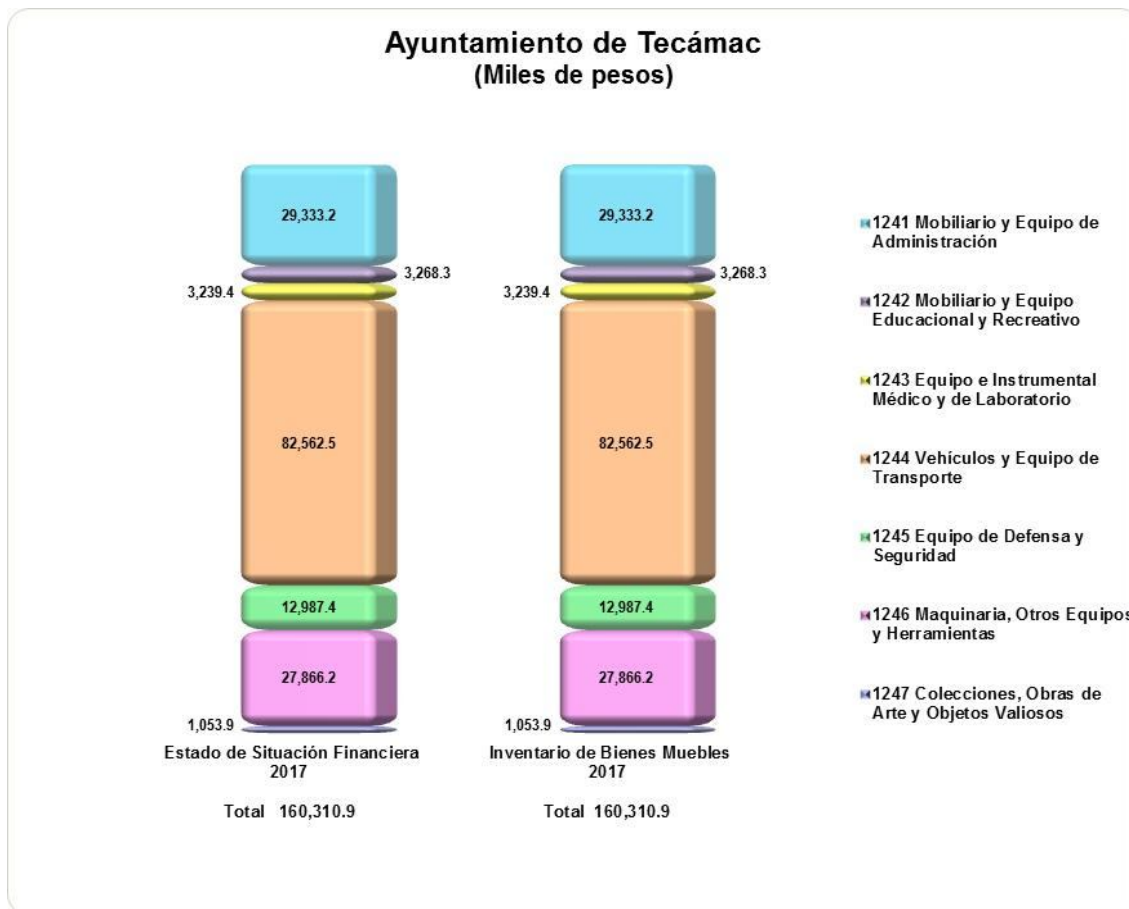 Ayuntamiento de Tecámac
(Miles de pesos)
29,333.2
3,268.3
3,239.4
82,562.5
12,987.4
27,866.2
1,053.9
Estado de Situación Financiera
2017
Total 160,310.9
29,333.2
3,268.3
3,239.4
82,562.5
12,987.4
27,866.2
1,053.9
Inventario de Bienes Muebles
2017
Total 160,310.9
1241 Mobiliario y Equipo de
Administración
1242 Mobiliario y Equipo
Educacional y Recreativo
1243 Equipo e Instrumental
Médico y de Laboratorio
1244 Vehículos y Equipo de
Transporte
1245 Equipo de Defensa y
Seguridad
1246 Maquinaria, Otros Equipos
y Herramientas
1247 Colecciones, Obras de
Arte y Objetos Valiosos